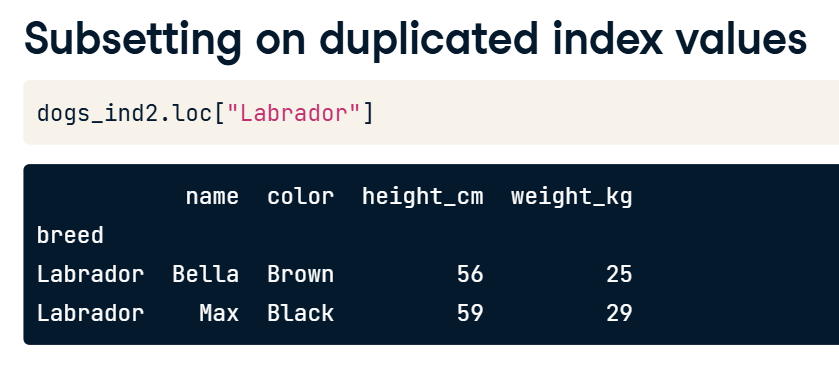 Subsetting on duplicated index values
dogs_ind2.loc["Labrador"]
name color height_cm weight_kg
breed
Labrador Bella Brown 56 25
Labrador Max Black 59 29